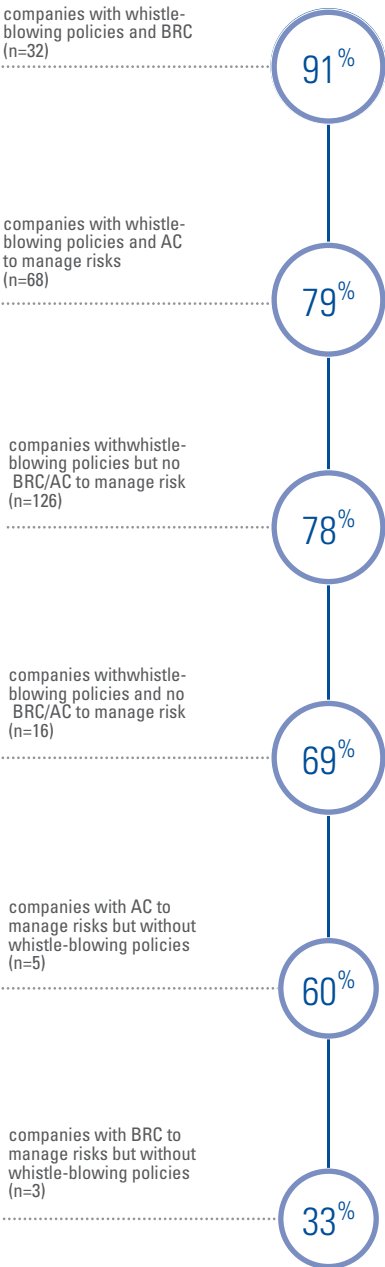 companies with whistle-
blowing policies and BRC
(n=32)
91%
companies with whistle-
blowing policies and AC
to manage risks
(n=68)
79%
companies withwhistle-
blowing policies but no
BRC/AC to manage risk
(n=126)
78%
companies withwhistle-
blowing policies and no
BRC/AC to manage risk
(n=16)
69%
companies with AC to
manage risks but without
whistle-blowing policies
(n=5)
60%
companies with BRC to
manage risks but without
whistle-blowing policies
(n=3)
33%